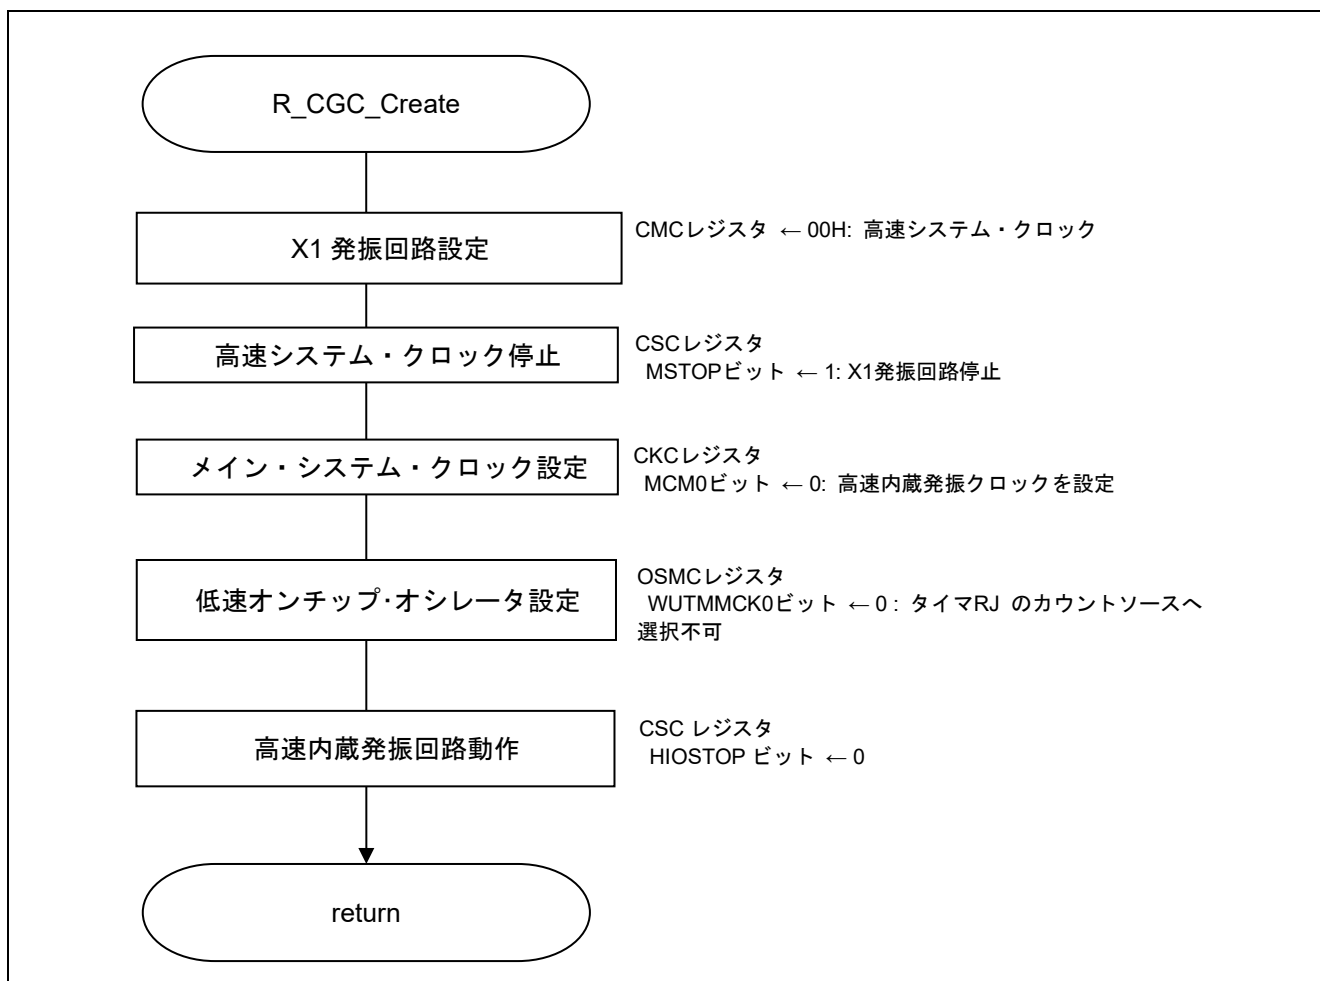 R_CGC_Create
X1 発振回路設定
CMCレジスタ ← 00H: 高速システム・クロック
高速システム・クロック停止
CSCレジスタ
MSTOPビット ← 1: X1発振回路停止
メイン・システム・クロック設定
CKCレジスタ
MCM0ビット ← 0: 高速内蔵発振クロックを設定
低速オンチップ･オシレータ設定
OSMCレジスタ
WUTMMCK0ビット ← 0 : タイマRJ のカウントソースへ
選択不可
高速内蔵発振回路動作
CSC レジスタ
HIOSTOP ビット ← 0
return